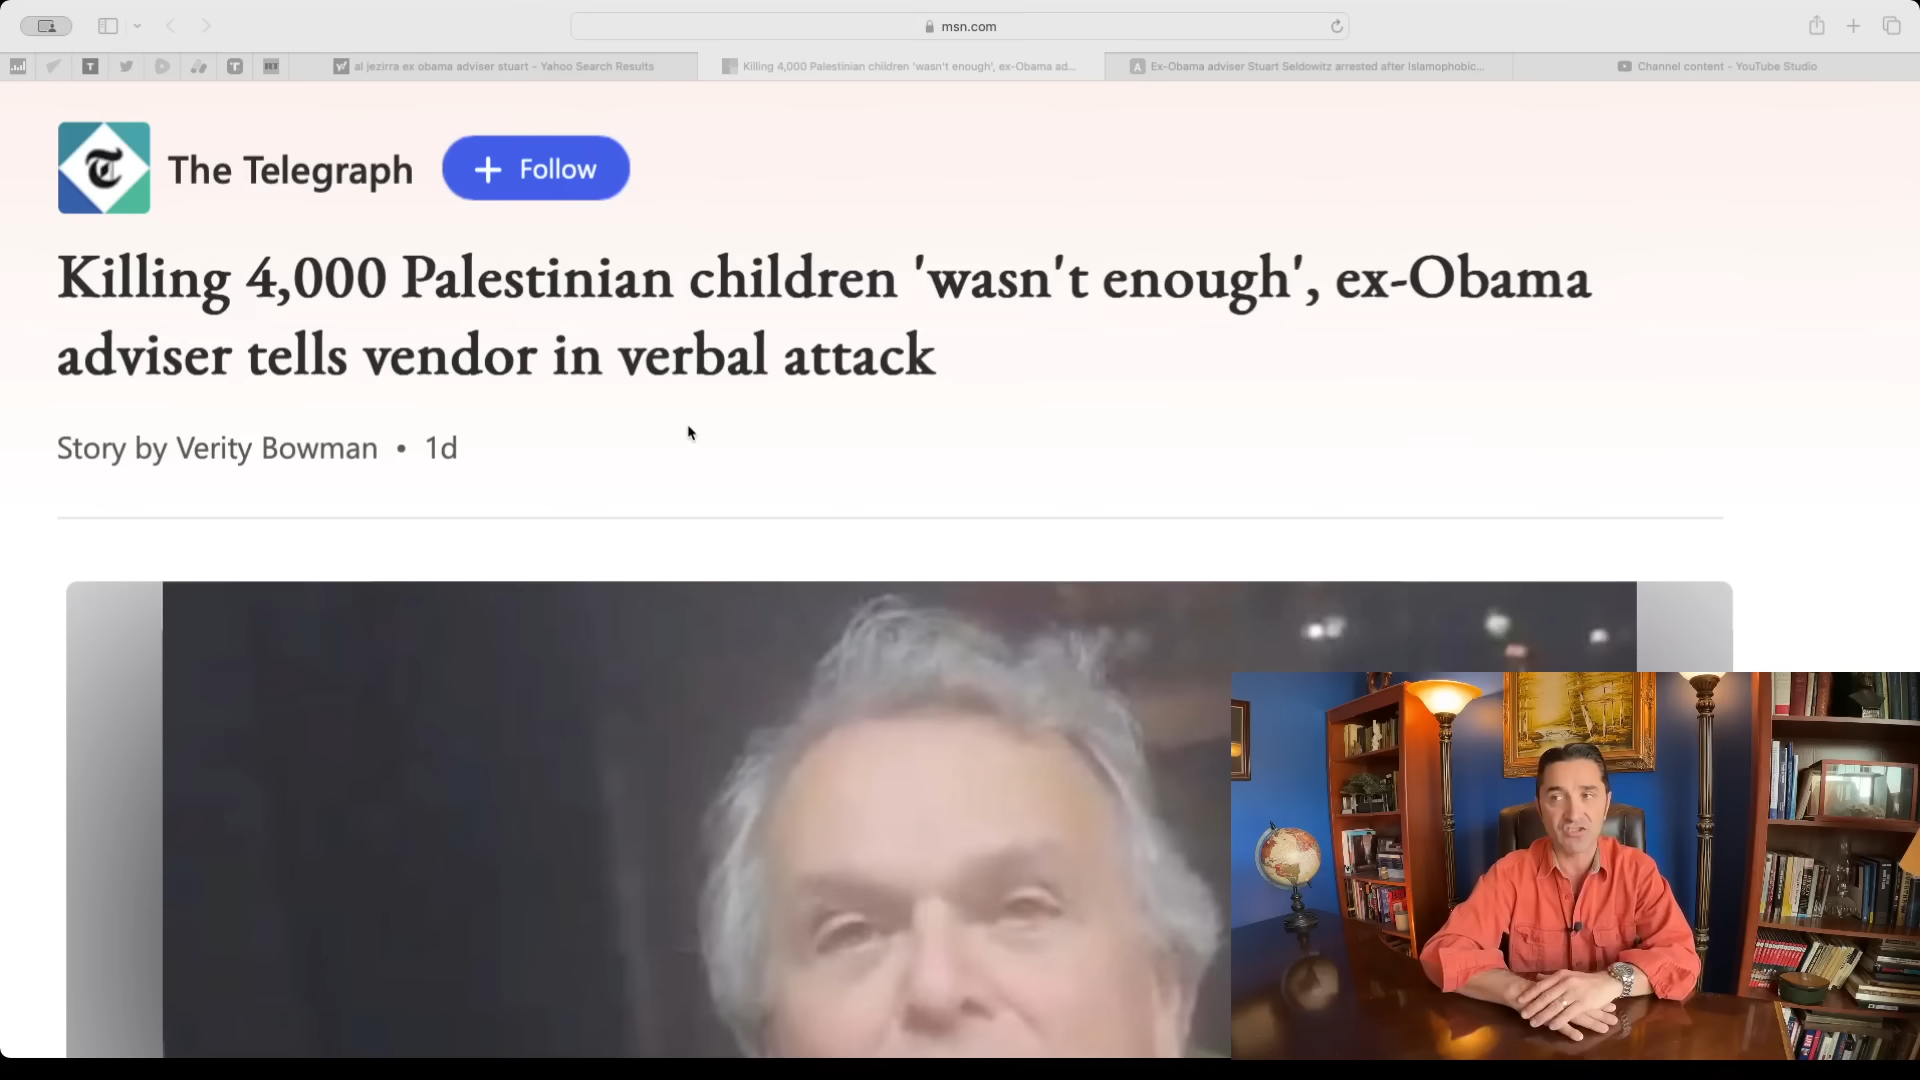 msn.com
al jezirra ex obama adviser stuart - Yahoo Search Results
Killing 4,000 Palestinian children 'wasn't enough', ex-Obama ad...
Ex-Obama adviser Stuart Seldowitz arrested after Islamophobic...
Channel content - YouTube Studio
The Telegraph
+ Follow
Killing 4,000 Palestinian children 'wasn't enough', ex-Obama
adviser tells vendor in verbal attack
Story by Verity Bowman • 1d